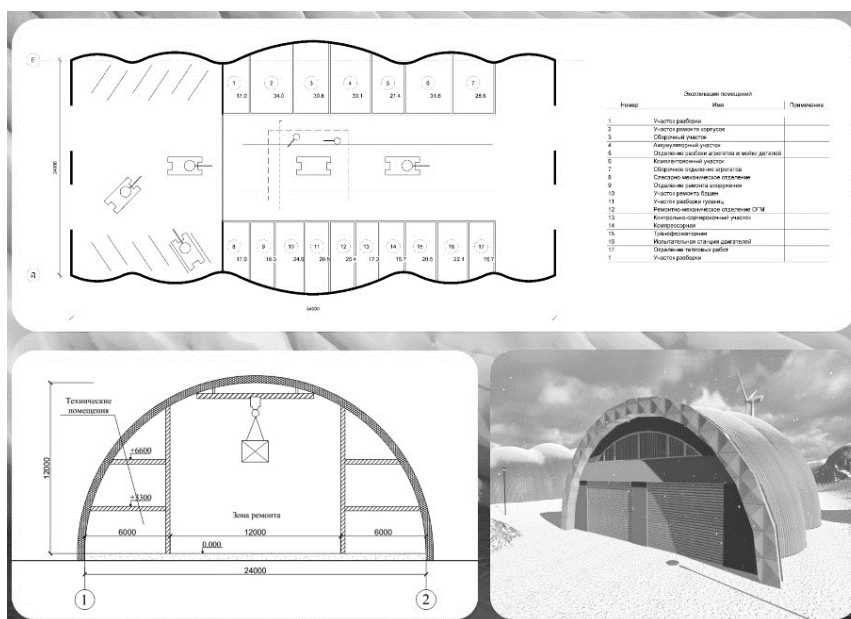 Е
24000
Д
1 2 3 4 5 6 7
57.0 34.0 30.8 33.1 21.4 31.6 28.6
8 9 10 11 12 13 14 15 16 17
17.0 18.3 24.6 20.4 17.3 15.7 20.5 22.1 16.7
64000
Экспликация помещений
Номер Имя Примечание
1 Участок разборки
2 Участок ремонта корпусов
3 Сборочный участок
4 Аккумуляторный участок
5 Отделение разборки агрегатов и мойки деталей
6 Комплектовочный участок
7 Сборочное отделение агрегатов
8 Слесарно-механическое отделение
9 Отделение ремонта вооружения
10 Участок ремонта башен
11 Участок разборки гусениц
12 Ремонтно-механическое отделение ОГМ
13 Контрольно-сортировочный участок
14 Компрессорная
15 Трансформаторная
16 Испытательная станция двигателей
17 Отделение тепловых работ
1 Участок разборки
Технические
помещения
12000
+6600
+3300
Зона ремонта
6000 12000 6000
0.000
24000
1 2